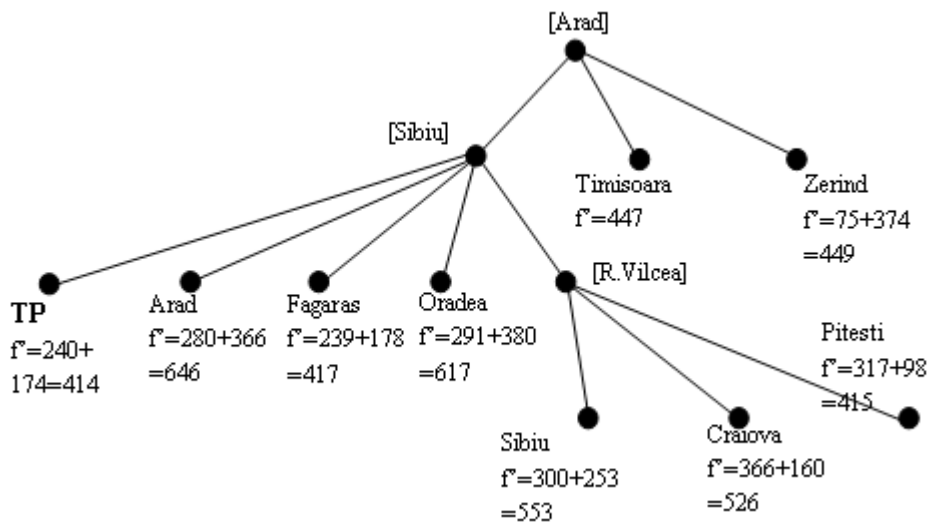 [Arad]
[Sibiu]
Timisoara
f'=447
Zerind
f'=75+374
=449
[R.Vilcea]
TP
f'=240+
174=414
Arad
f'=280+366
=646
Fagaras
f'=239+178
=417
Oradea
f'=291+380
=617
Pitesti
f'=317+98
=415
Sibiu
f'=300+253
=553
Craiova
f'=366+160
=526